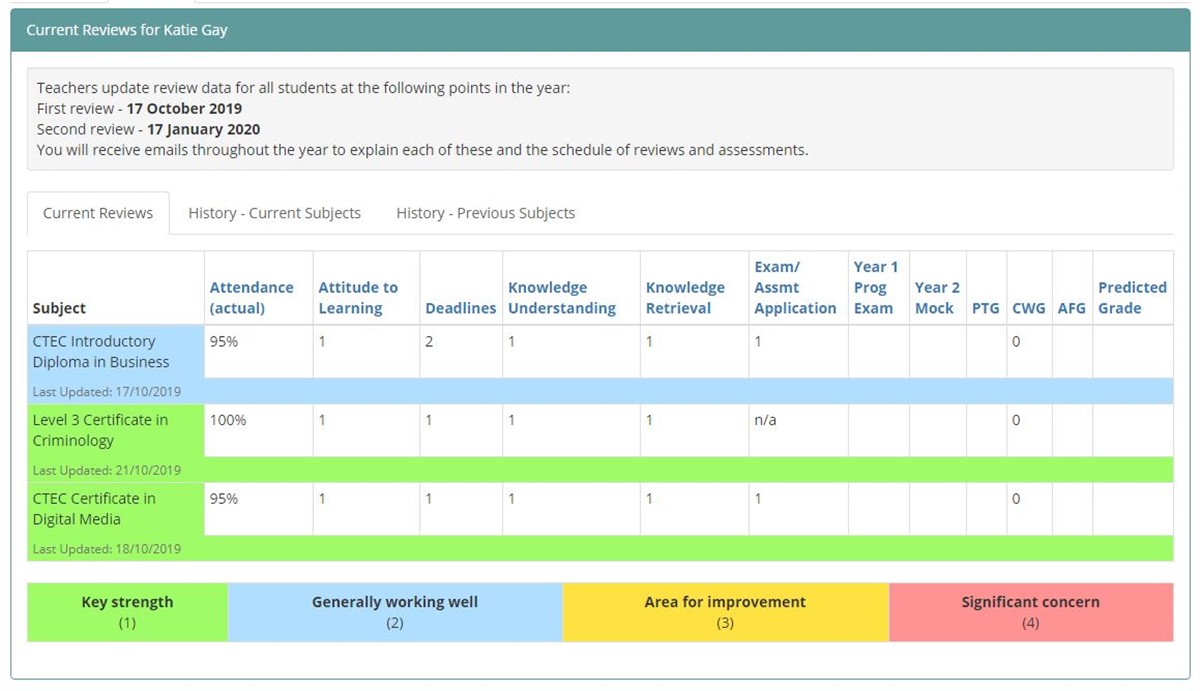 Current Reviews for Katie Gay
Teachers update review data for all students at the following points in the year:
First review - 17 October 2019
Second review - 17 January 2020
You will receive emails throughout the year to explain each of these and the schedule of reviews and assessments.
Current Reviews History - Current Subjects History - Previous Subjects
Subject Attendance (actual) Attitude to Learning Deadlines Knowledge Understanding Knowledge Retrieval Exam/ Assmt Application Year 1 Prog Exam Year 2 Mock PTG CWG AFG Predicted Grade
CTEC Introductory Diploma in Business 95% 1 2 1 1 1 0
Last Updated: 17/10/2019
Level 3 Certificate in Criminology 100% 1 1 1 1 n/a 0
Last Updated: 21/10/2019
CTEC Certificate in Digital Media 95% 1 1 1 1 1 0
Last Updated: 18/10/2019
Key strength Generally working well Area for improvement Significant concern
(1) (2) (3) (4)